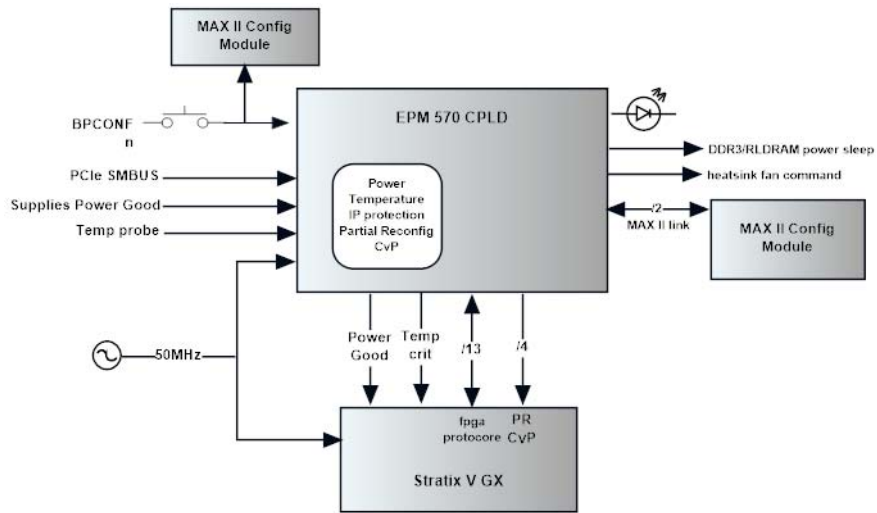 MAX II Config
Module
BPCONF
n
EPM 570 CPLD
PCIe SMBUS
Supplies Power Good
Temp probe
Power
Temperature
IP protection
Partial Reconfig
CvP
DDR3/RLDRAM power sleep
heatsink fan command
/2
MAX II link
MAX II Config
Module
50MHz
Power
Good
Temp
crit
/13
/4
fpga
protocore
PR
CvP
Stratix V GX